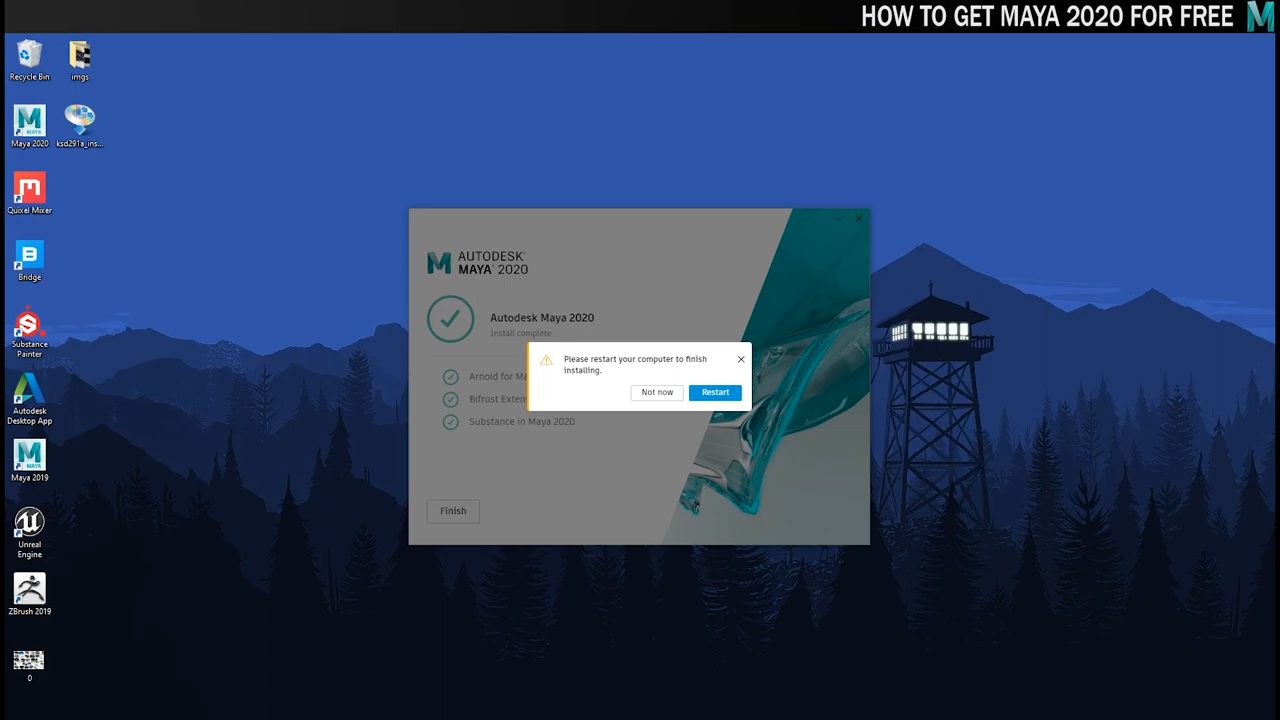 HOW TO GET MAYA 2020 FOR FREE
Recycle Bin
imgs
Maya 2020
ksd291a_ins...
Quixel Mixer
Bridge
Substance
Painter
Autodesk
Desktop App
Maya 2019
Unreal
Engine
ZBrush 2019
0
AUTODESK®
MAYA® 2020
Autodesk Maya 2020
Install complete
Arnold for Ma
Bifrost Exten
Substance in Maya 2020
Finish
Please restart your computer to finish
installing.
Not now
Restart